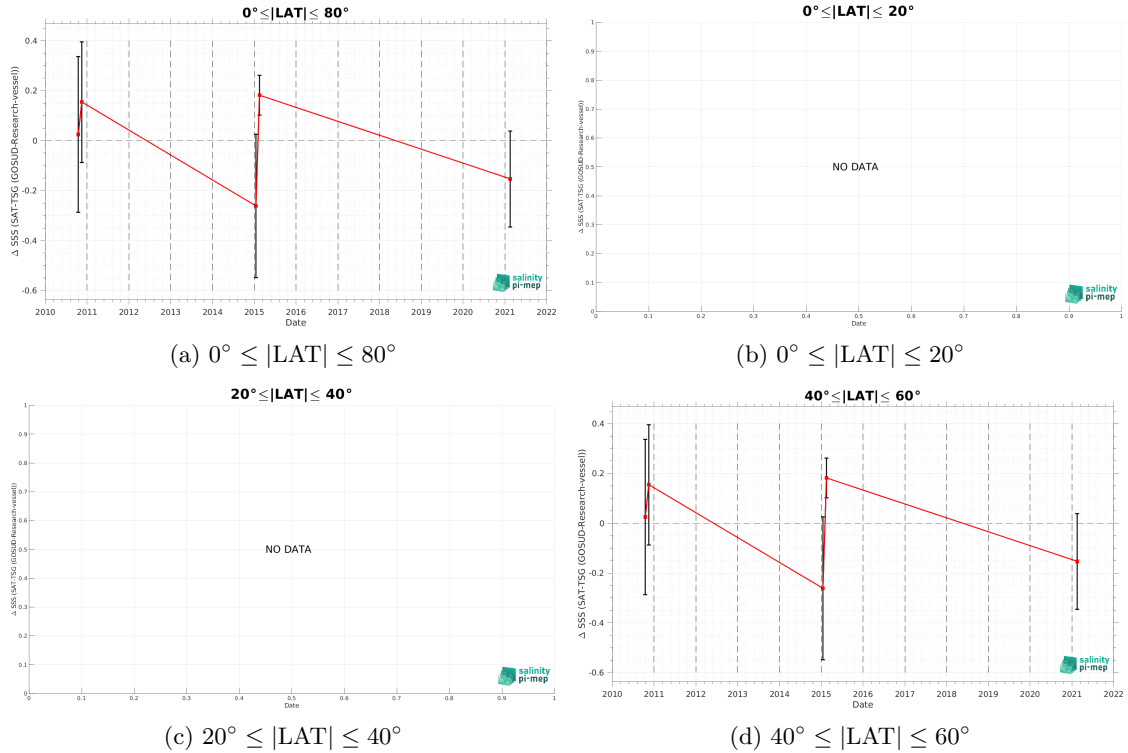 0°≤|LAT|≤ 80°
Δ SSS (SAT-TSG (GOSUD-Research-vessel))
0.4
0.2
0
-0.2
-0.4
-0.6
2010 2011 2012 2013 2014 2015 2016 2017 2018 2019 2020 2021 2022
Date
salinity
pi-mep
(a) 0° ≤ |LAT| ≤ 80°
0°≤|LAT|≤ 20°
Δ SSS (SAT-TSG (GOSUD-Research-vessel))
1
0.9
0.8
0.7
0.6
0.5
0.4
0.3
0.2
0.1
0
NO DATA
0 0.1 0.2 0.3 0.4 0.5 0.6 0.7 0.8 0.9 1
Date
salinity
pi-mep
(b) 0° ≤ |LAT| ≤ 20°
20°≤|LAT|≤ 40°
Δ SSS (SAT-TSG (GOSUD-Research-vessel))
1
0.9
0.8
0.7
0.6
0.5
0.4
0.3
0.2
0.1
0
NO DATA
0 0.1 0.2 0.3 0.4 0.5 0.6 0.7 0.8 0.9 1
Date
salinity
pi-mep
(c) 20° ≤ |LAT| ≤ 40°
40°≤|LAT|≤ 60°
Δ SSS (SAT-TSG (GOSUD-Research-vessel))
0.4
0.2
0
-0.2
-0.4
-0.6
2010 2011 2012 2013 2014 2015 2016 2017 2018 2019 2020 2021 2022
Date
salinity
pi-mep
(d) 40° ≤ |LAT| ≤ 60°